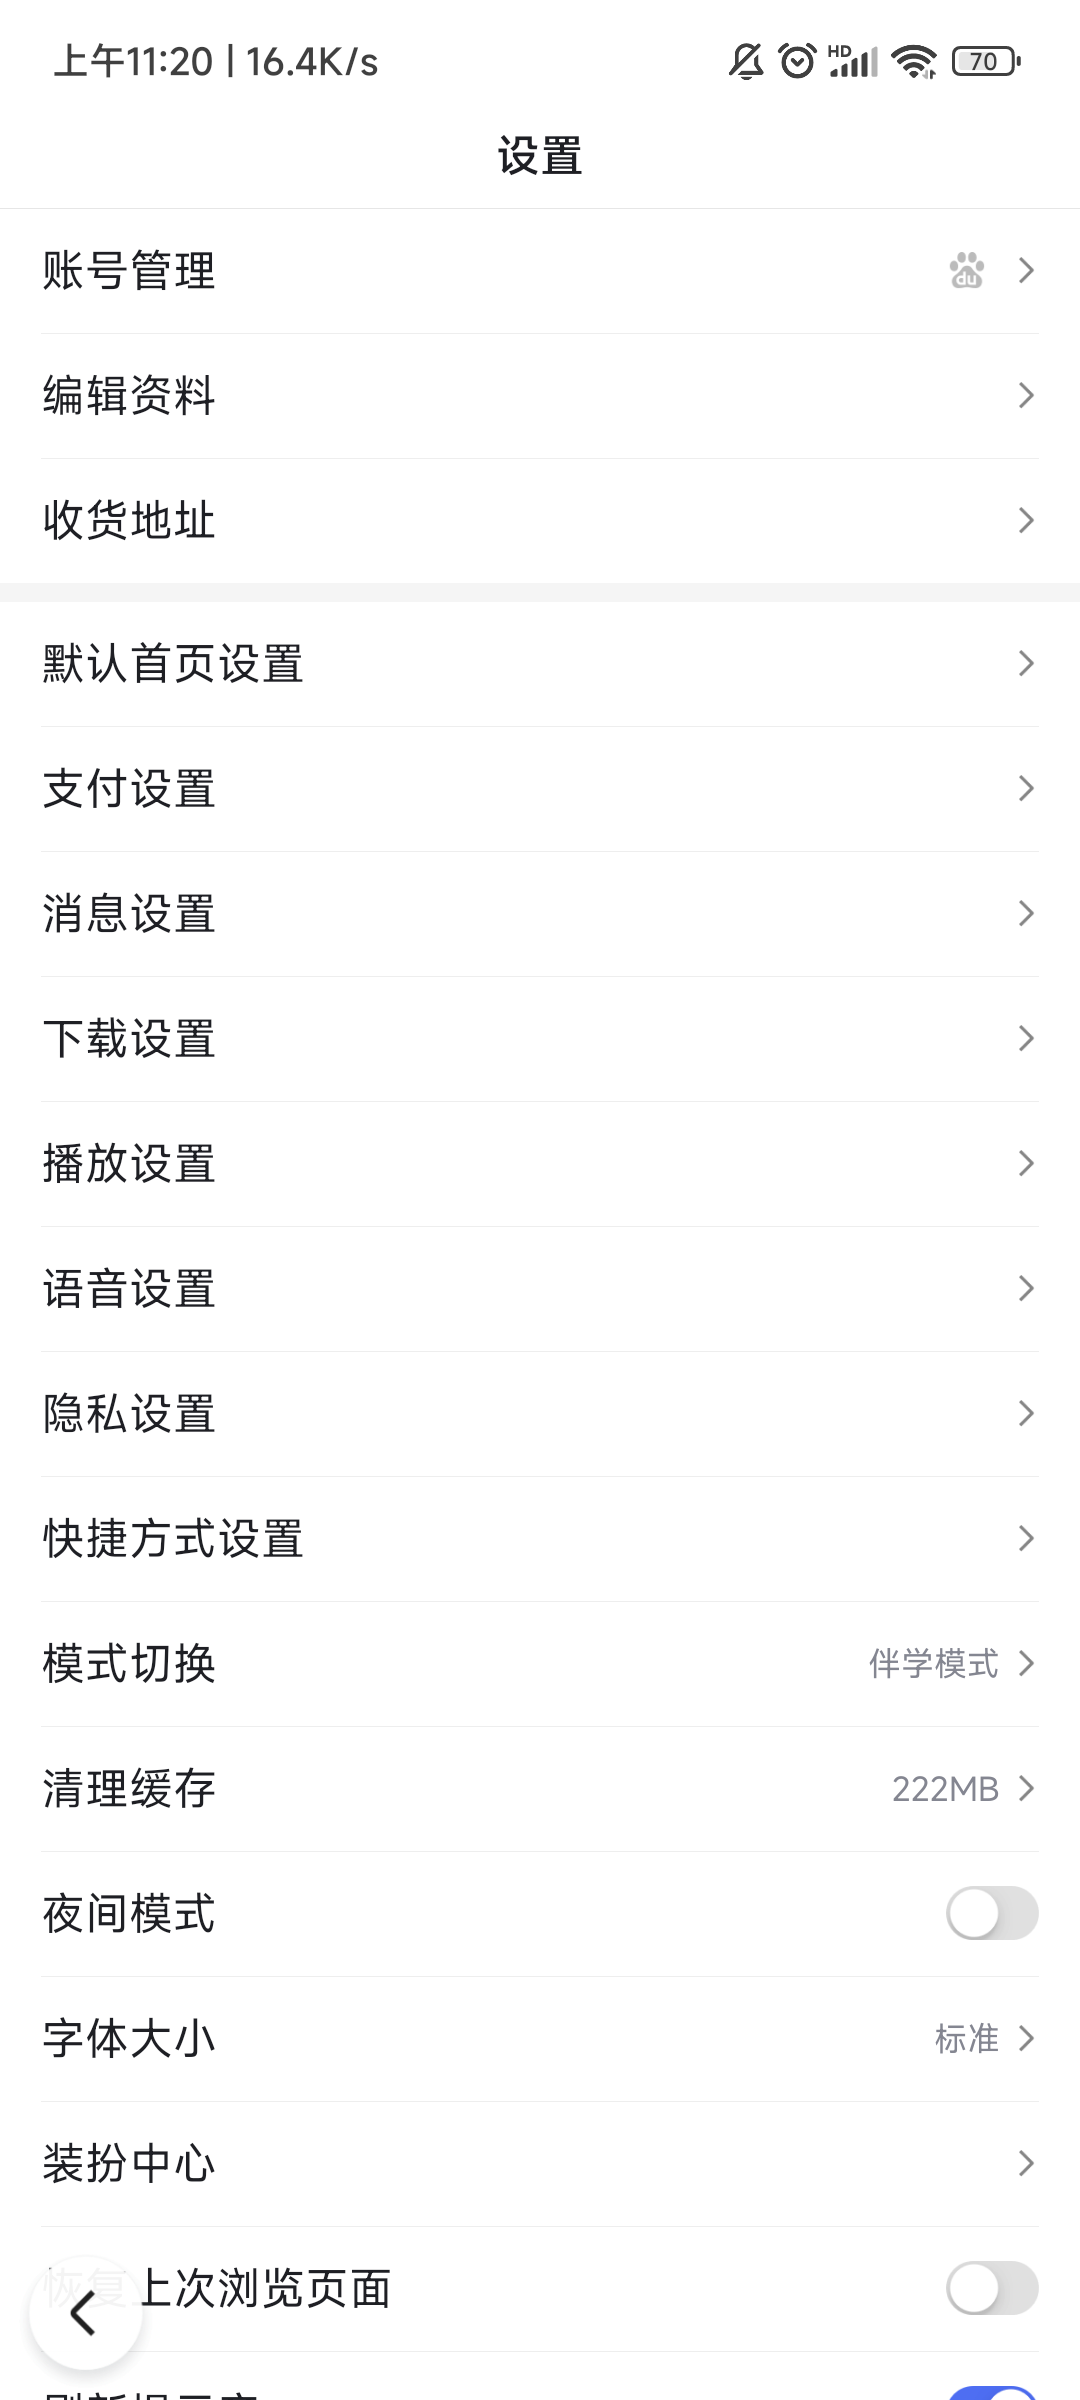 上午11:20 | 16.4K/s
HD
70
设置
账号管理
du
编辑资料
收货地址
默认首页设置
支付设置
消息设置
下载设置
播放设置
语音设置
隐私设置
快捷方式设置
模式切换
伴学模式
清理缓存
222MB
夜间模式
字体大小
标准
装扮中心
恢复上次浏览页面